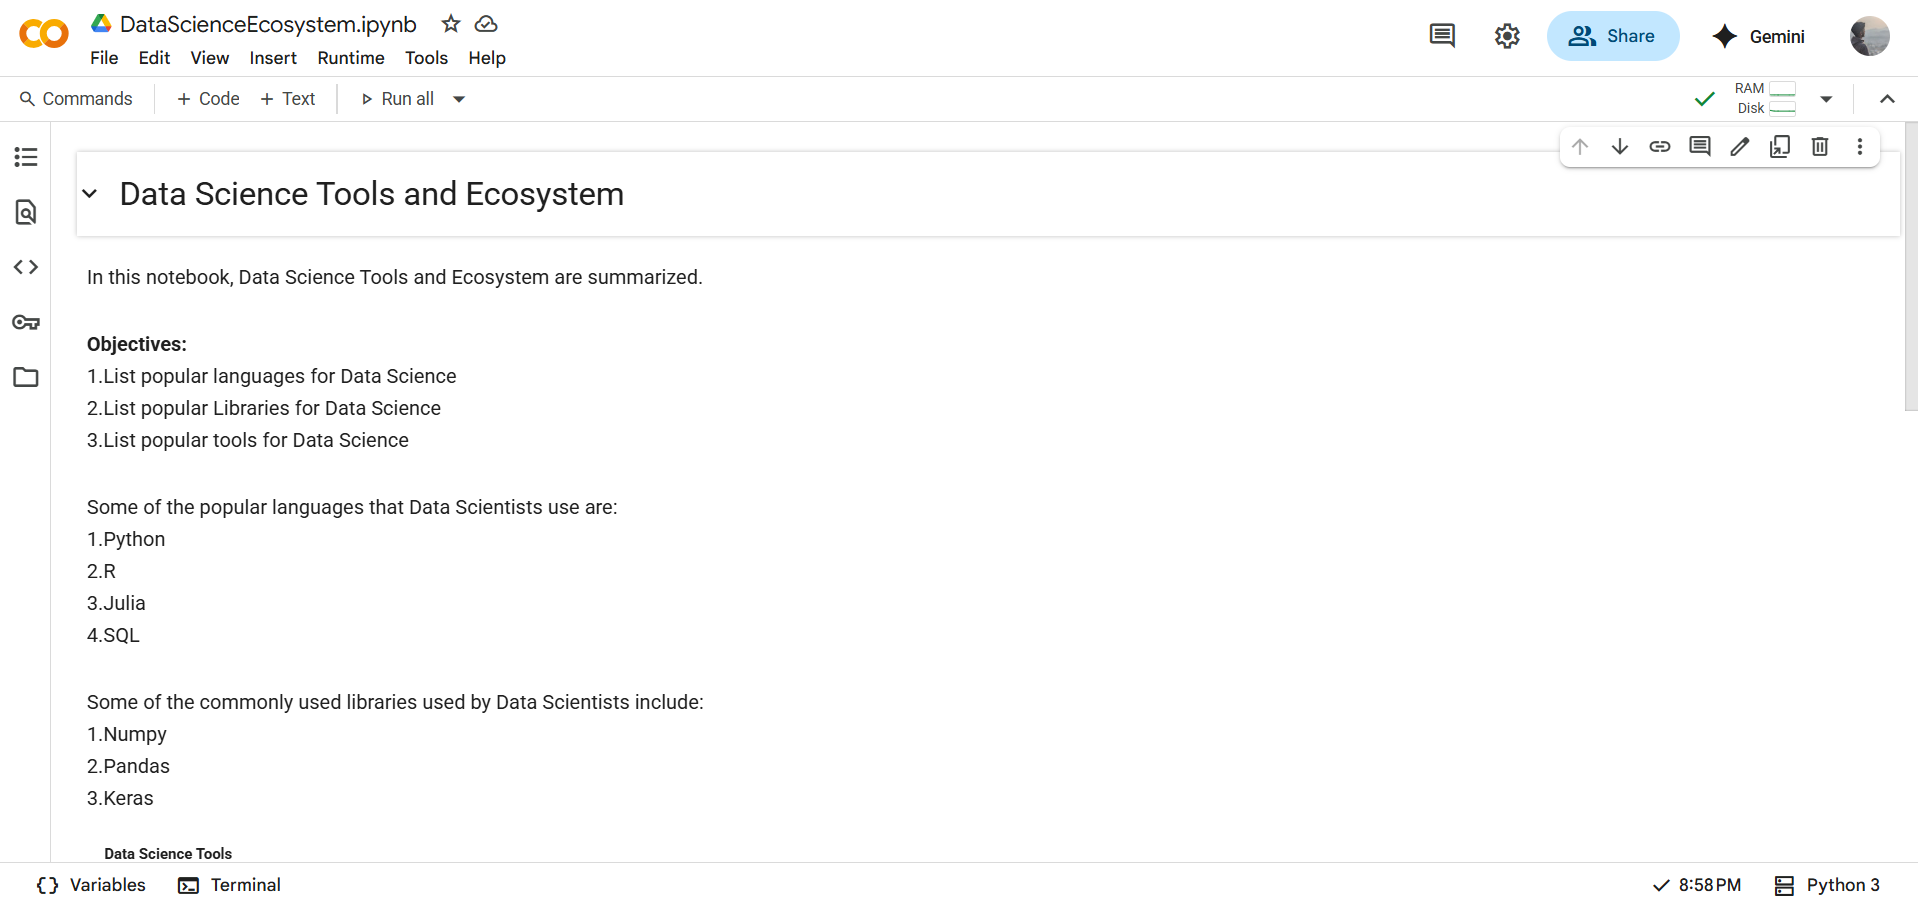 DataScienceEcosystem.ipynb
File Edit View Insert Runtime Tools Help
Share
Gemini
Commands + Code + Text Run all
RAM
Disk
Data Science Tools and Ecosystem
In this notebook, Data Science Tools and Ecosystem are summarized.
Objectives:
1.List popular languages for Data Science
2.List popular Libraries for Data Science
3.List popular tools for Data Science
Some of the popular languages that Data Scientists use are:
1.Python
2.R
3.Julia
4.SQL
Some of the commonly used libraries used by Data Scientists include:
1.Numpy
2.Pandas
3.Keras
Data Science Tools
Variables Terminal
8:58 PM Python 3